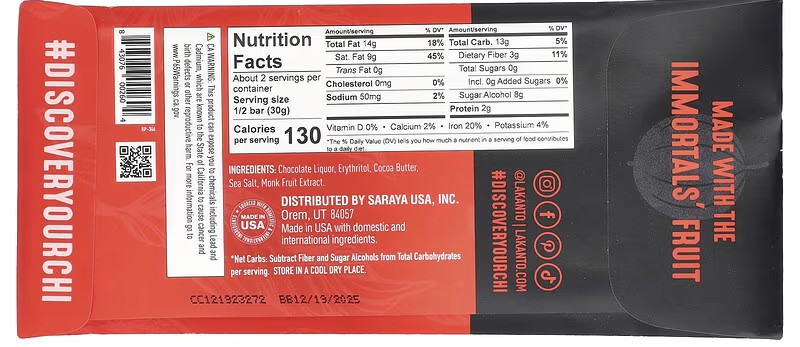 #DISCOVERYOURCHI
8 43076 00260 4
RP-366
⚠ CA WARNING: This product can expose you to chemicals including Lead and
Cadmium, which are known to the State of California to cause cancer and
birth defects or other reproductive harm. For more information go to
www.P65Warnings.ca.gov.
Nutrition
Facts
About 2 servings per
container
Serving size
1/2 bar (30g)
Calories
per serving 130
Amount/serving % DV*
Total Fat 14g 18%
Sat. Fat 9g 45%
Trans Fat 0g
Cholesterol 0mg 0%
Sodium 50mg 2%
Amount/serving % DV*
Total Carb. 13g 5%
Dietary Fiber 3g 11%
Total Sugars 0g
Incl. 0g Added Sugars 0%
Sugar Alcohol 8g
Protein 2g
Vitamin D 0% • Calcium 2% • Iron 20% • Potassium 4%
*The % Daily Value (DV) tells you how much a nutrient in a serving of food contributes
to a daily diet.
INGREDIENTS: Chocolate Liquor, Erythritol, Cocoa Butter,
Sea Salt, Monk Fruit Extract.
MADE IN
USA
DISTRIBUTED BY SARAYA USA, INC.
Orem, UT 84057
Made in USA with domestic and
international ingredients.
*Net Carbs: Subtract Fiber and Sugar Alcohols from Total Carbohydrates
per serving. STORE IN A COOL DRY PLACE.
CC121923272 BB12/19/2025
@LAKANTO | LAKANTO.COM
#DISCOVERYOURCHI
MADE WITH THE
IMMORTALS' FRUIT